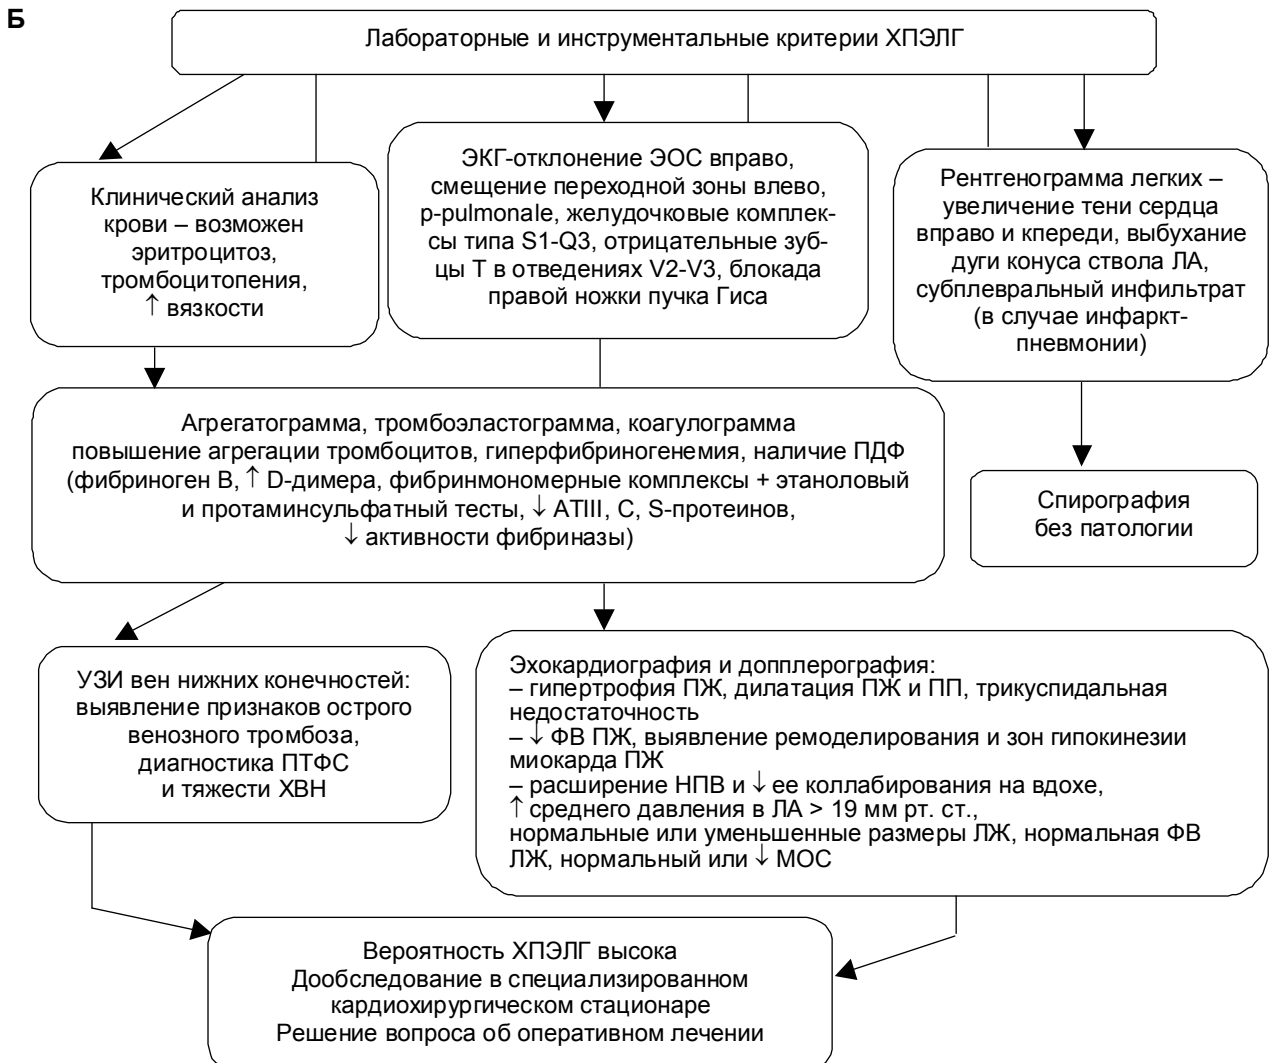 Б
Лабораторные и инструментальные критерии ХПЭЛГ
Клинический анализ
крови – возможен
эритроцитоз,
тромбоцитопения,
↑ вязкости
ЭКГ-отклонение ЭОС вправо,
смещение переходной зоны влево,
p-pulmonale, желудочковые комплек-
сы типа S1-Q3, отрицательные зуб-
цы Т в отведениях V2-V3, блокада
правой ножки пучка Гиса
Рентгенограмма легких –
увеличение тени сердца
вправо и кпереди, выбухание
дуги конуса ствола ЛА,
субплевральный инфильтрат
(в случае инфаркт-
пневмонии)
Агрегатограмма, тромбоэластограмма, коагулограмма
повышение агрегации тромбоцитов, гиперфибриногенемия, наличие ПДФ
(фибриноген В, ↑ D-димера, фибринмономерные комплексы + этаноловый
и протаминсульфатный тесты, ↓ АТIII, С, S-протеинов,
↓ активности фибриназы)
Спирография
без патологии
УЗИ вен нижних конечностей:
выявление признаков острого
венозного тромбоза,
диагностика ПТФС
и тяжести ХВН
Эхокардиография и допплерография:
– гипертрофия ПЖ, дилатация ПЖ и ПП, трикуспидальная
недостаточность
– ↓ ФВ ПЖ, выявление ремоделирования и зон гипокинезии
миокарда ПЖ
– расширение НПВ и ↓ ее коллабирования на вдохе,
↑ среднего давления в ЛА > 19 мм рт. ст.,
нормальные или уменьшенные размеры ЛЖ, нормальная ФВ
ЛЖ, нормальный или ↓ МОС
Вероятность ХПЭЛГ высока
Дообследование в специализированном
кардиохирургическом стационаре
Решение вопроса об оперативном лечении